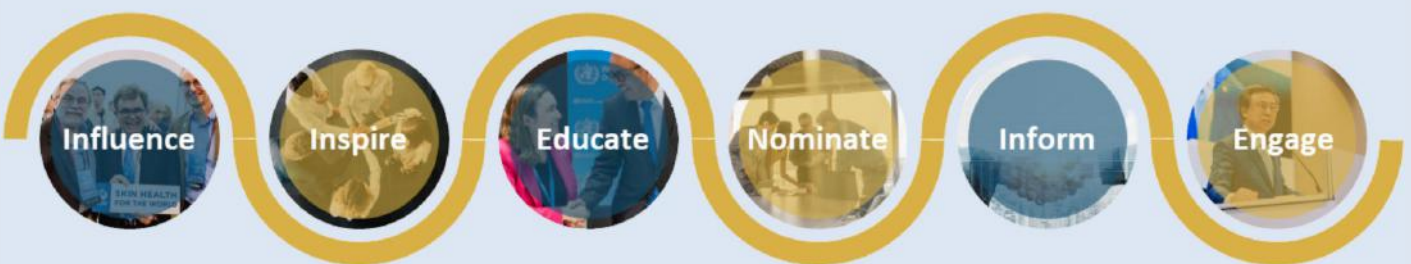 Influence
Inspire
Educate
Nominate
Inform
Engage
SKIN HEALTH
FOR THE WORLD